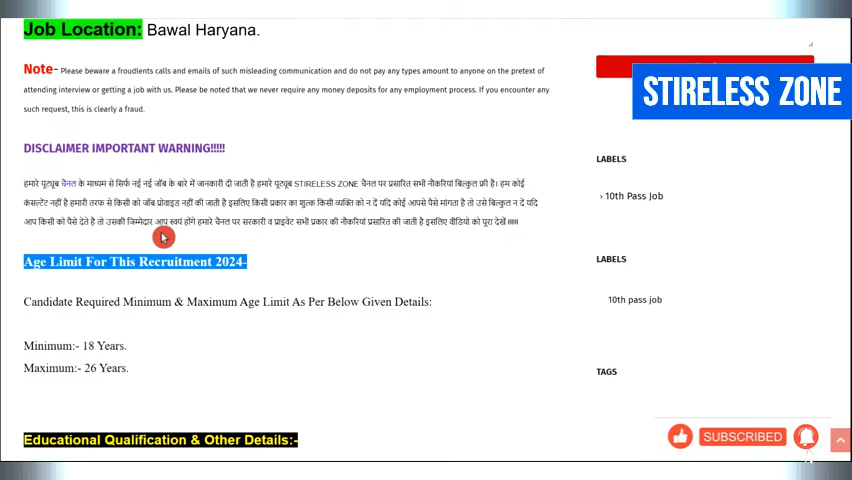 Job Location: Bawal Haryana.
Note- Please beware a froudlents calls and emails of such misleading communication and do not pay any types amount to anyone on the pretext of
attending interview or getting a job with us. Please be noted that we never require any money deposits for any employment process. If you encounter any
such request, this is clearly a fraud.
STIRELESS ZONE
DISCLAIMER IMPORTANT WARNING!!!!!
LABELS
हमारे यूट्यूब चैनल के माध्यम से सिर्फ नई नई जॉब के बारे में जानकारी दी जाती है हमारे यूट्यूब STIRELESS ZONE चैनल पर प्रसारित सभी नौकरियां बिल्कुल फ्री है। हम कोई
कंसल्टेंट नहीं है हमारी तरफ से किसी को जॉब प्रोवाइड नहीं की जाती है इसलिए किसी प्रकार का शुल्क किसी व्यक्ति को न दें यदि कोई आपसे पैसे मांगता है तो उसे बिल्कुल न दें यदि
आप किसी को पैसे देते है तो उसकी जिम्मेदार आप स्वयं होंगे हमारे चैनल पर सरकारी व प्राइवेट सभी प्रकार की नौकरियां प्रसारित की जाती है इसलिए वीडियो को पूरा देखें !!!!!
› 10th Pass Job
Age Limit For This Recruitment 2024-
LABELS
Candidate Required Minimum & Maximum Age Limit As Per Below Given Details:
10th pass job
Minimum:- 18 Years.
Maximum:- 26 Years.
TAGS
Educational Qualification & Other Details:-
SUBSCRIBED